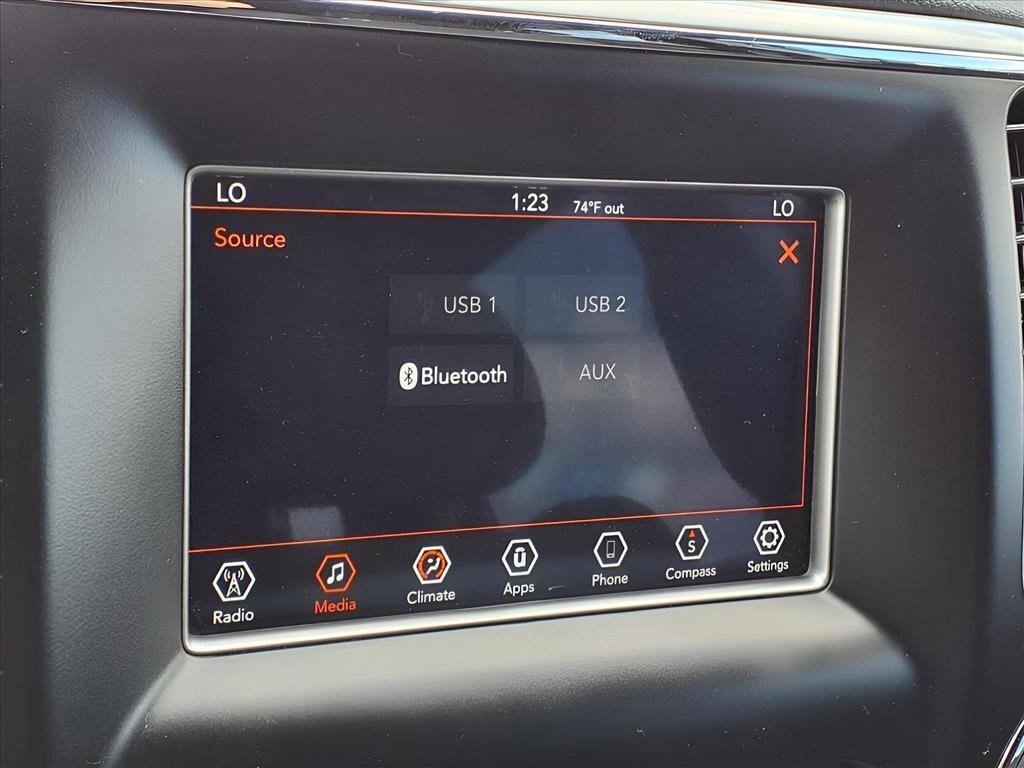 LO 1:23 74°F out LO
Source X
USB 1 USB 2
Bluetooth AUX
Radio Media Climate Apps Phone S Compass Settings